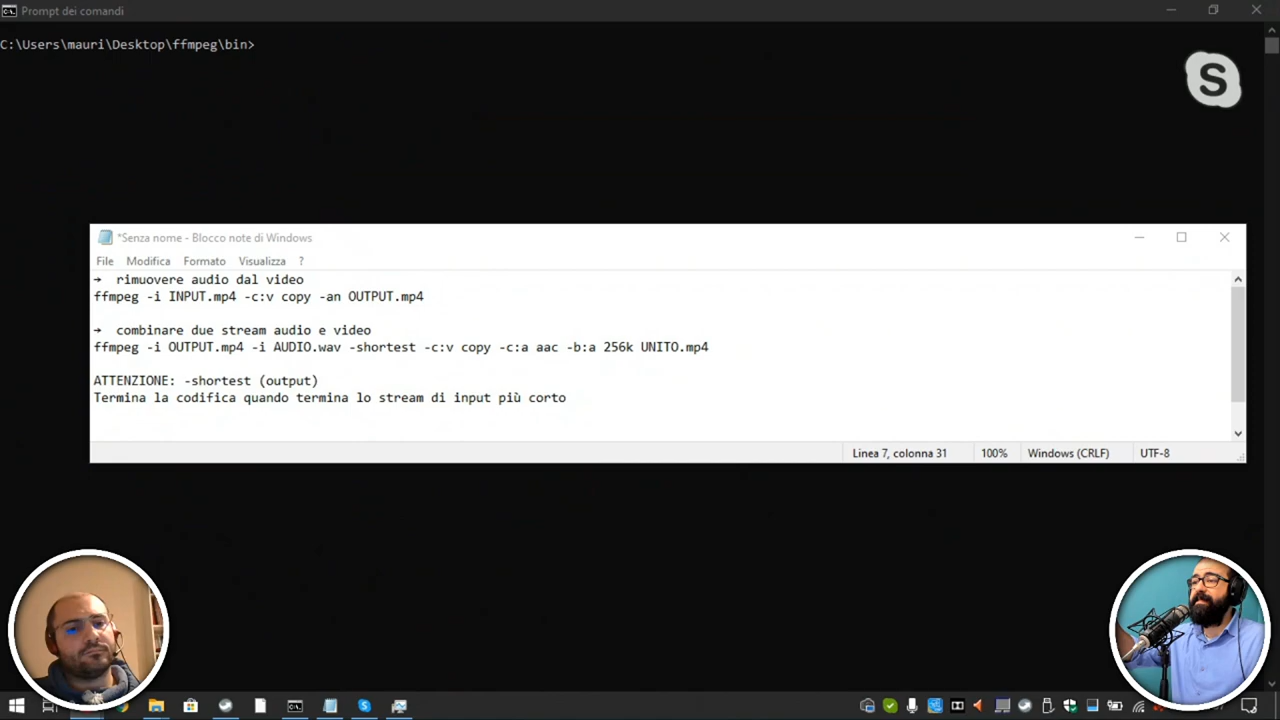 Prompt dei comandi
C:\Users\mauri\Desktop\ffmpeg\bin>
S
*Senza nome - Blocco note di Windows
File Modifica Formato Visualizza ?
→ rimuovere audio dal video
ffmpeg -i INPUT.mp4 -c:v copy -an OUTPUT.mp4
→ combinare due stream audio e video
ffmpeg -i OUTPUT.mp4 -i AUDIO.wav -shortest -c:v copy -c:a aac -b:a 256k UNITO.mp4
ATTENZIONE: -shortest (output)
Termina la codifica quando termina lo stream di input più corto
Linea 7, colonna 31 100% Windows (CRLF) UTF-8